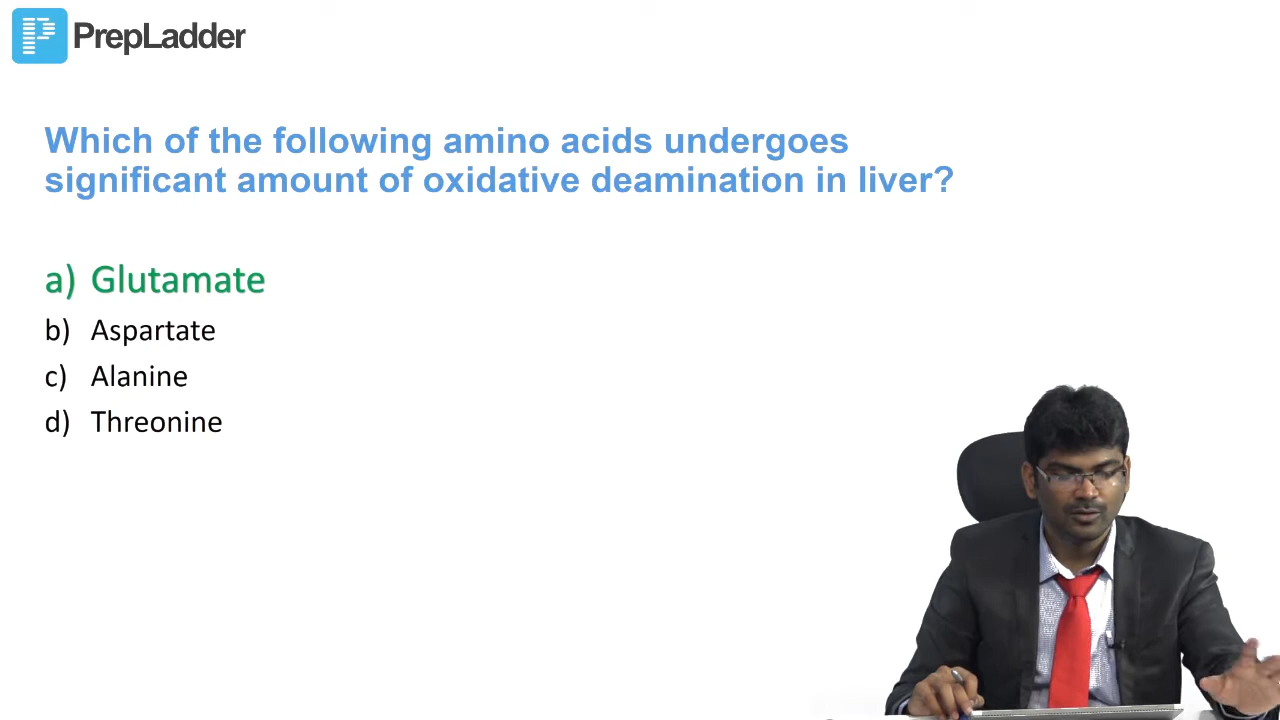 PrepLadder
Which of the following amino acids undergoes
significant amount of oxidative deamination in liver?
a) Glutamate
b) Aspartate
c) Alanine
d) Threonine